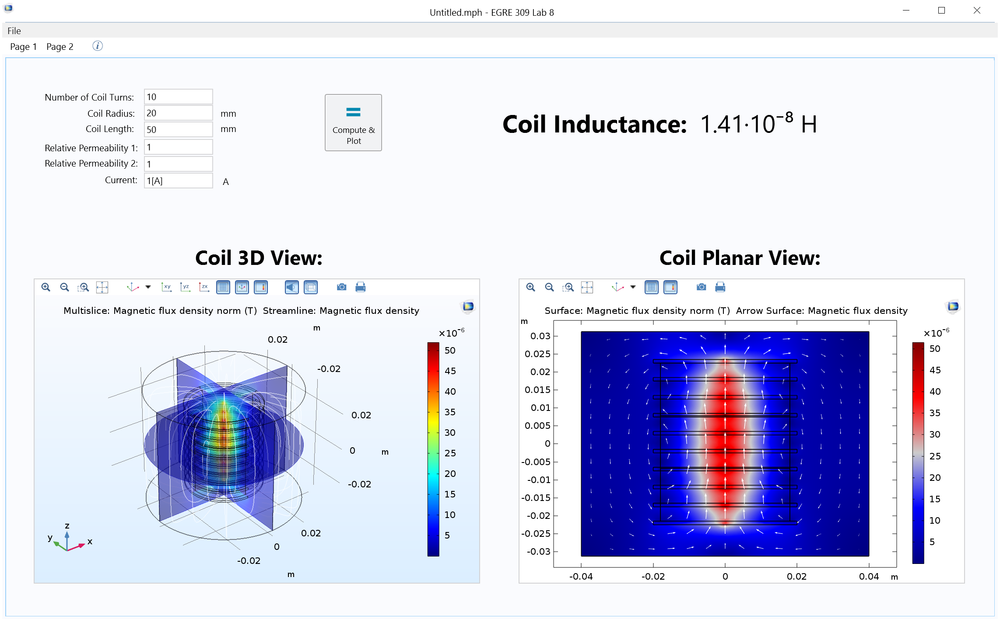 Untitled.mph - EGRE 309 Lab 8
File
Page 1 Page 2 i
Number of Coil Turns: 10
Coil Radius: 20 mm
Coil Length: 50 mm
Relative Permeability 1: 1
Relative Permeability 2: 1
Current: 1[A] A
=
Compute &
Plot
Coil Inductance: 1.41·10⁻⁸ H
Coil 3D View:
xy yz zx
Multislice: Magnetic flux density norm (T) Streamline: Magnetic flux density
m
0.02
-0.02
0.02
0
m
-0.02
0.02
0
-0.02
m
z
y
x
×10⁻⁶
50
45
40
35
30
25
20
15
10
5
Coil Planar View:
Surface: Magnetic flux density norm (T) Arrow Surface: Magnetic flux density
m
0.03
0.025
0.02
0.015
0.01
0.005
0
-0.005
-0.01
-0.015
-0.02
-0.025
-0.03
-0.04 -0.02 0 0.02 0.04 m
×10⁻⁶
50
45
40
35
30
25
20
15
10
5